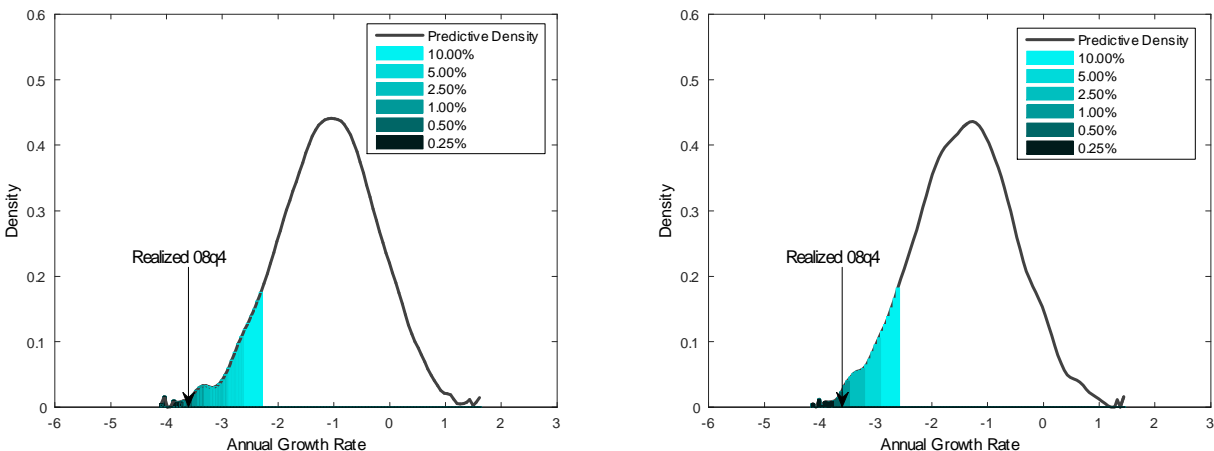 0.6
0.5
0.4
0.3
0.2
0.1
0
Density
Predictive Density
10.00%
5.00%
2.50%
1.00%
0.50%
0.25%
Realized 08q4
-6 -5 -4 -3 -2 -1 0 1 2 3
Annual Growth Rate
0.6
0.5
0.4
0.3
0.2
0.1
0
Density
Predictive Density
10.00%
5.00%
2.50%
1.00%
0.50%
0.25%
Realized 08q4
-6 -5 -4 -3 -2 -1 0 1 2 3
Annual Growth Rate